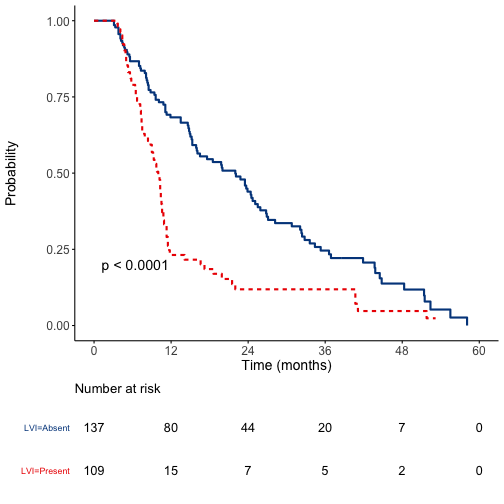 1.00
0.75
0.50
0.25
0.00
Probability
p < 0.0001
0 12 24 36 48 60
Time (months)
Number at risk
LVI=Absent 137 80 44 20 7 0
LVI=Present 109 15 7 5 2 0